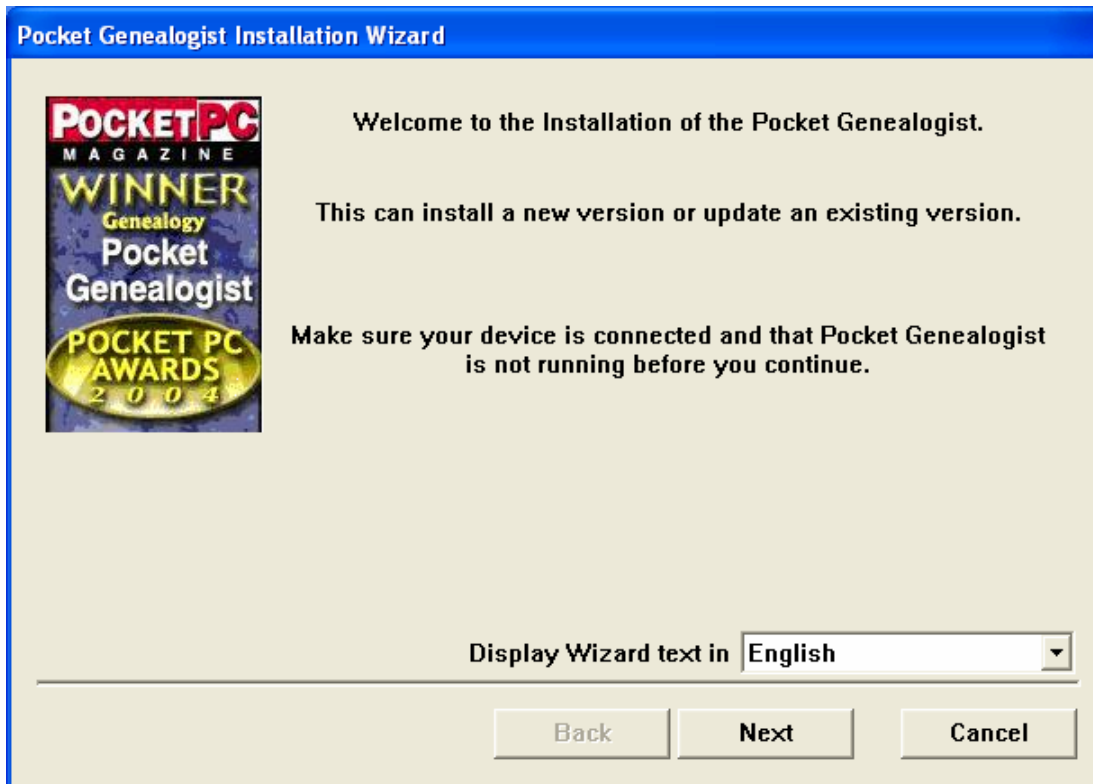 Pocket Genealogist Installation Wizard
POCKET PC
MAGAZINE
WINNER
Genealogy
Pocket
Genealogist
POCKET PC
AWARDS
2004
Welcome to the Installation of the Pocket Genealogist.
This can install a new version or update an existing version.
Make sure your device is connected and that Pocket Genealogist
is not running before you continue.
Display Wizard text in English
Back Next Cancel